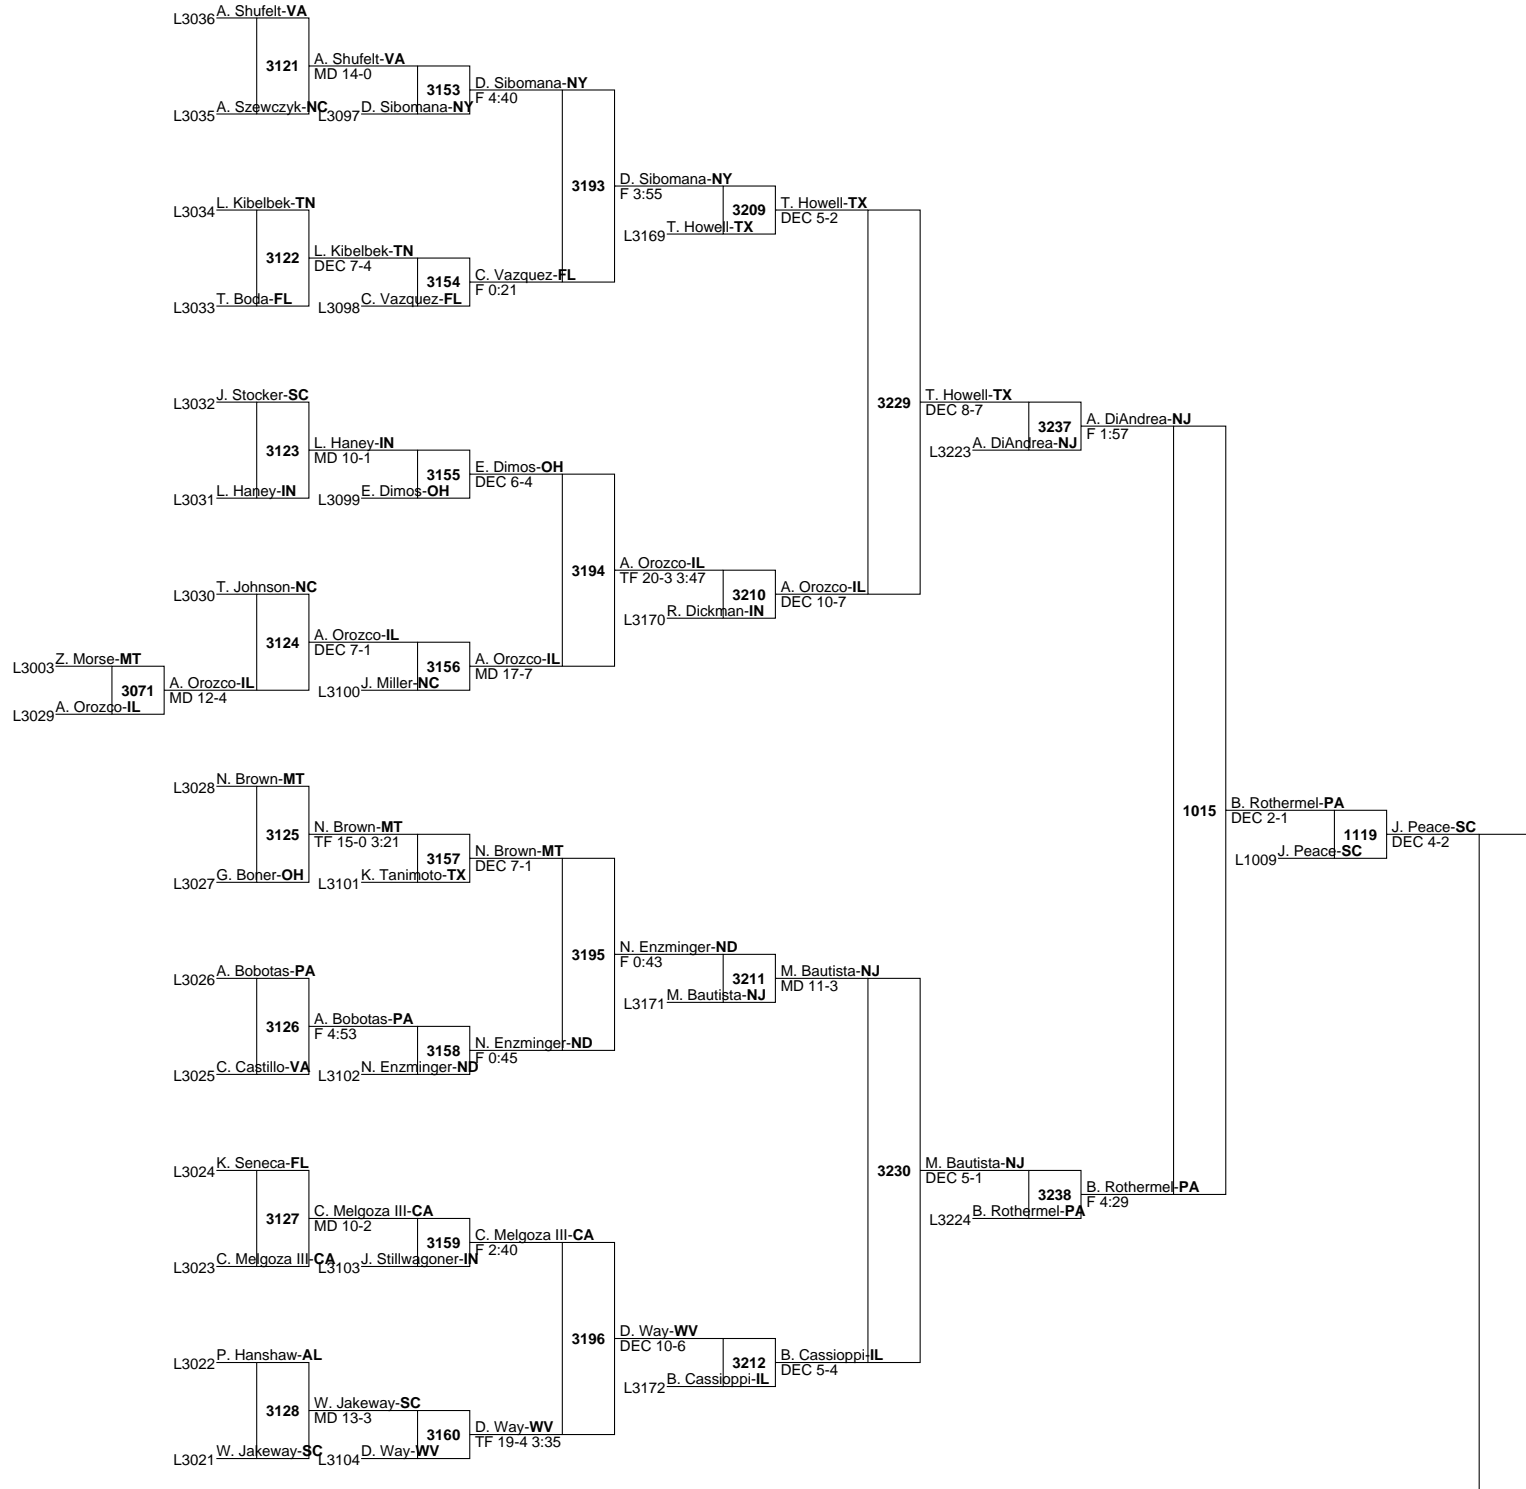 L3036 A. Shufelt-VA
3121
A. Shufelt-VA
MD 14-0
3153
D. Sibomana-NY
F 4:40
L3035 A. Szewczyk-NC
L3097 D. Sibomana-NY
3193
D. Sibomana-NY
F 3:55
3209
T. Howell-TX
DEC 5-2
L3169 T. Howell-TX
L3034 L. Kibelbek-TN
3122
L. Kibelbek-TN
DEC 7-4
3154
C. Vazquez-FL
F 0:21
L3033 T. Boda-FL
L3098 C. Vazquez-FL
3229
T. Howell-TX
DEC 8-7
3237
A. DiAndrea-NJ
F 1:57
L3223 A. DiAndrea-NJ
L3032 J. Stocker-SC
3123
L. Haney-IN
MD 10-1
3155
E. Dimos-OH
DEC 6-4
L3031 L. Haney-IN
L3099 E. Dimos-OH
3194
A. Orozco-IL
TF 20-3 3:47
3210
A. Orozco-IL
DEC 10-7
L3170 R. Dickman-IN
L3030 T. Johnson-NC
3124
A. Orozco-IL
DEC 7-1
3156
A. Orozco-IL
MD 17-7
L3003 Z. Morse-MT
3071
A. Orozco-IL
MD 12-4
L3100 J. Miller-NC
L3029 A. Orozco-IL
L3028 N. Brown-MT
3125
N. Brown-MT
TF 15-0 3:21
3157
N. Brown-MT
DEC 7-1
L3027 G. Boner-OH
L3101 K. Tanimoto-TX
1015
B. Rothermel-PA
DEC 2-1
1119
J. Peace-SC
DEC 4-2
L1009 J. Peace-SC
3195
N. Enzminger-ND
F 0:43
3211
M. Bautista-NJ
MD 11-3
L3171 M. Bautista-NJ
L3026 A. Bobotas-PA
3126
A. Bobotas-PA
F 4:53
3158
N. Enzminger-ND
F 0:45
L3025 C. Castillo-VA
L3102 N. Enzminger-ND
3230
M. Bautista-NJ
DEC 5-1
3238
B. Rothermel-PA
F 4:29
L3224 B. Rothermel-PA
L3024 K. Seneca-FL
3127
C. Melgoza III-CA
MD 10-2
3159
C. Melgoza III-CA
F 2:40
L3023 C. Melgoza III-CA
L3103 J. Stillwagoner-IN
3196
D. Way-WV
DEC 10-6
3212
B. Cassioppi-IL
DEC 5-4
L3172 B. Cassioppi-IL
L3022 P. Hanshaw-AL
3128
W. Jakeway-SC
MD 13-3
3160
D. Way-WV
TF 19-4 3:35
L3021 W. Jakeway-SC
L3104 D. Way-WV